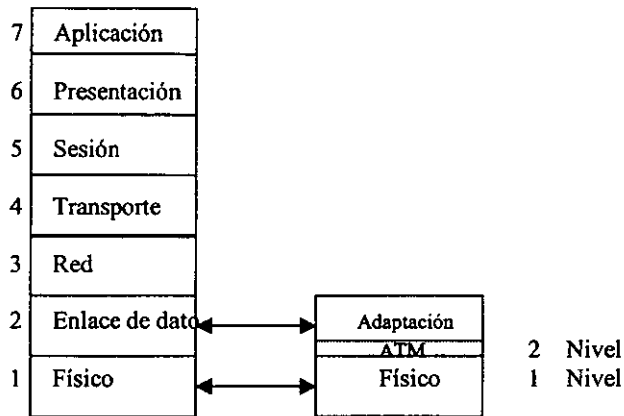 7 Aplicación
6 Presentación
5 Sesión
4 Transporte
3 Red
2 Enlace de dato Adaptación
ATM 2 Nivel
1 Físico Físico 1 Nivel